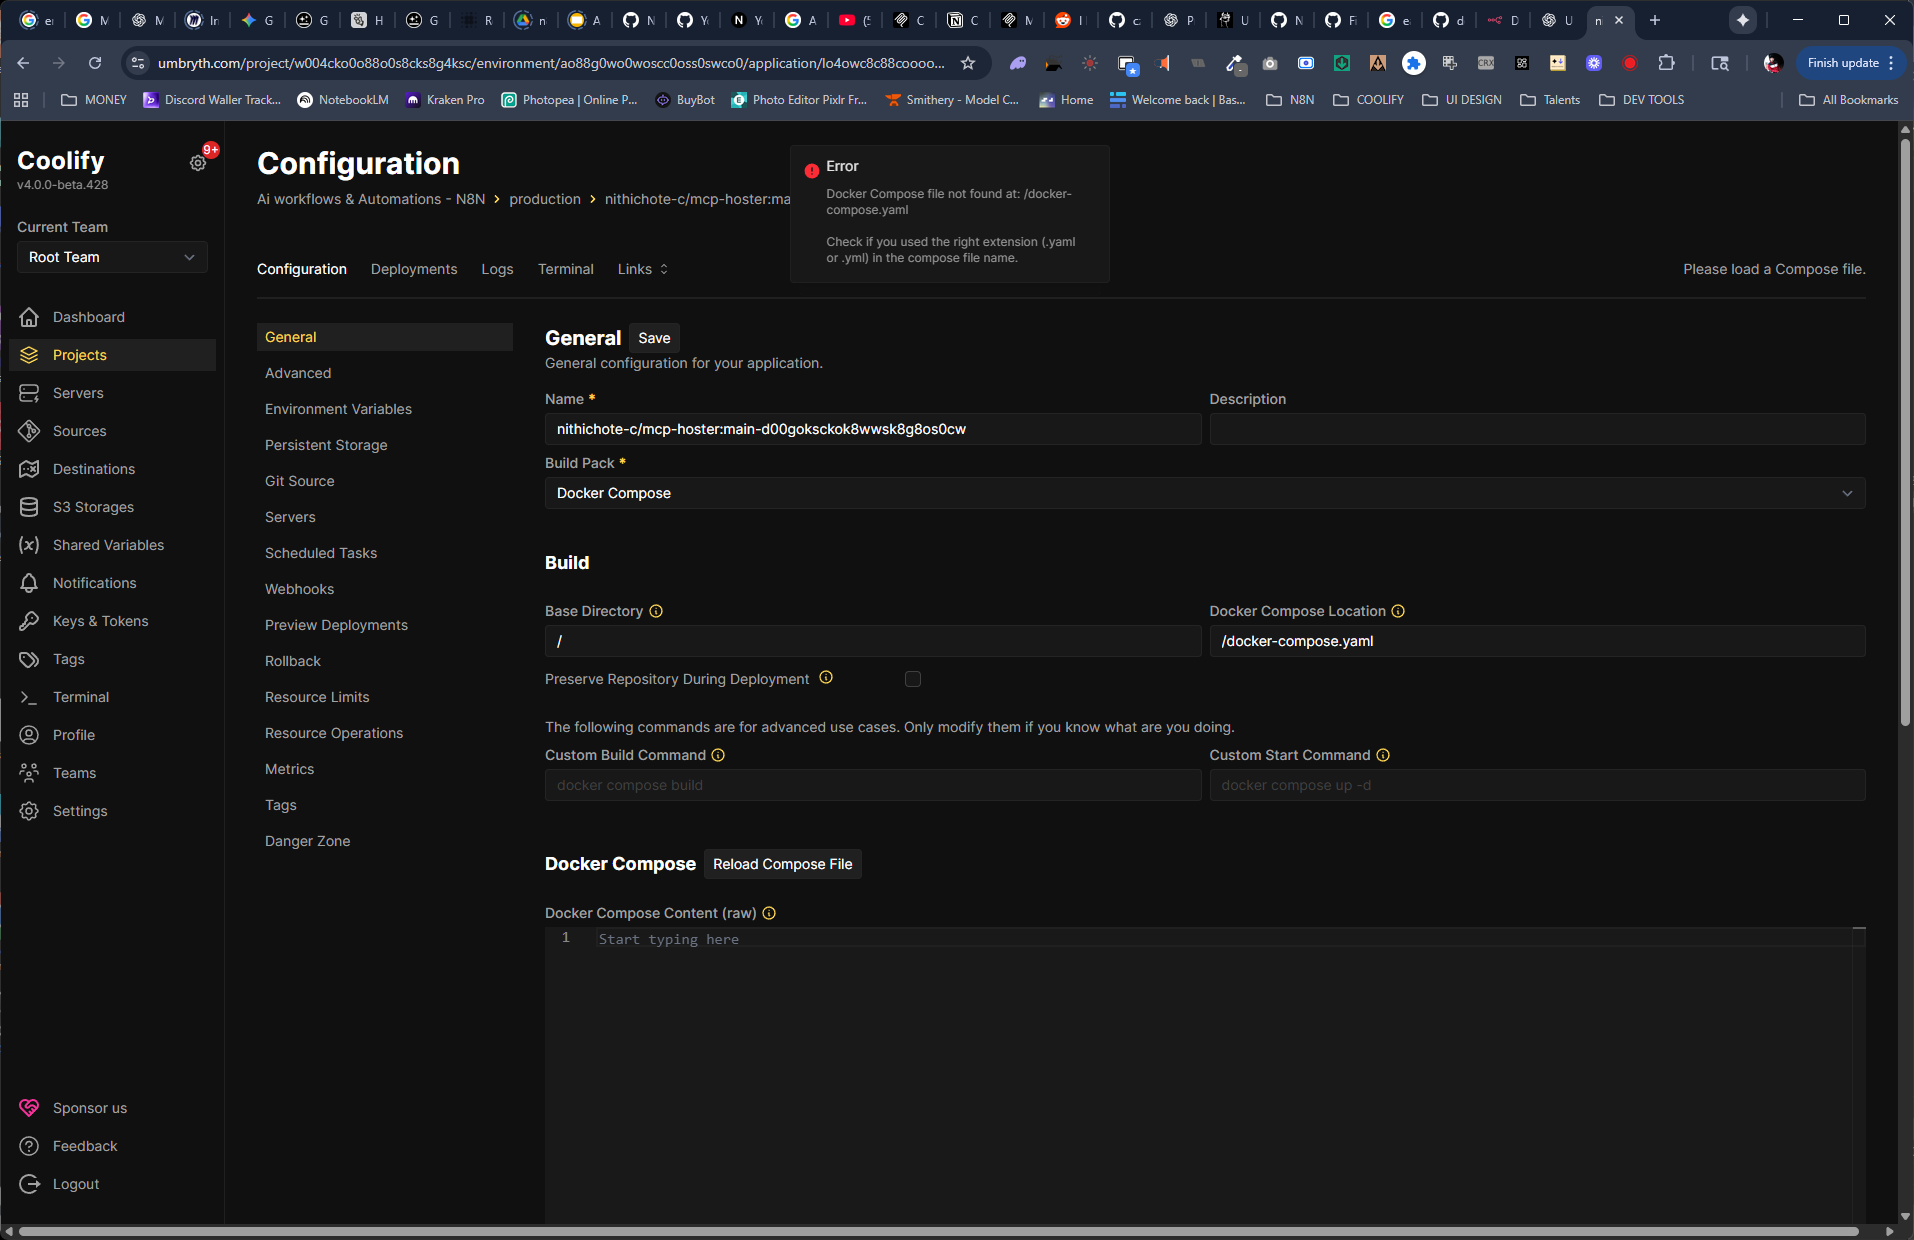 umbryth.com/project/w004cko0o88o0s8cks8g4ksc/environment/ao88g0wo0woscc0oss0swco0/application/lo4owc8c88coooo...
Finish update
MONEY
Discord Waller Track...
NotebookLM
Kraken Pro
Photopea | Online P...
BuyBot
Photo Editor Pixlr Fr...
Smithery - Model C...
Home
Welcome back | Bas...
N8N
COOLIFY
UI DESIGN
Talents
DEV TOOLS
All Bookmarks
Coolify
v4.0.0-beta.428
9+
Current Team
Root Team
Dashboard
Projects
Servers
Sources
Destinations
S3 Storages
Shared Variables
Notifications
Keys & Tokens
Tags
Terminal
Profile
Teams
Settings
Sponsor us
Feedback
Logout
Configuration
Ai workflows & Automations - N8N > production > nithichote-c/mcp-hoster:ma
Error
Docker Compose file not found at: /docker-
compose.yaml
Check if you used the right extension (.yaml
or .yml) in the compose file name.
Configuration
Deployments
Logs
Terminal
Links
Please load a Compose file.
General
Advanced
Environment Variables
Persistent Storage
Git Source
Servers
Scheduled Tasks
Webhooks
Preview Deployments
Rollback
Resource Limits
Resource Operations
Metrics
Tags
Danger Zone
General
Save
General configuration for your application.
Name *
Description
nithichote-c/mcp-hoster:main-d00goksckok8wwsk8g8os0cw
Build Pack *
Docker Compose
Build
Base Directory
Docker Compose Location
/
/docker-compose.yaml
Preserve Repository During Deployment
The following commands are for advanced use cases. Only modify them if you know what are you doing.
Custom Build Command
Custom Start Command
docker compose build
docker compose up -d
Docker Compose
Reload Compose File
Docker Compose Content (raw)
1
Start typing here